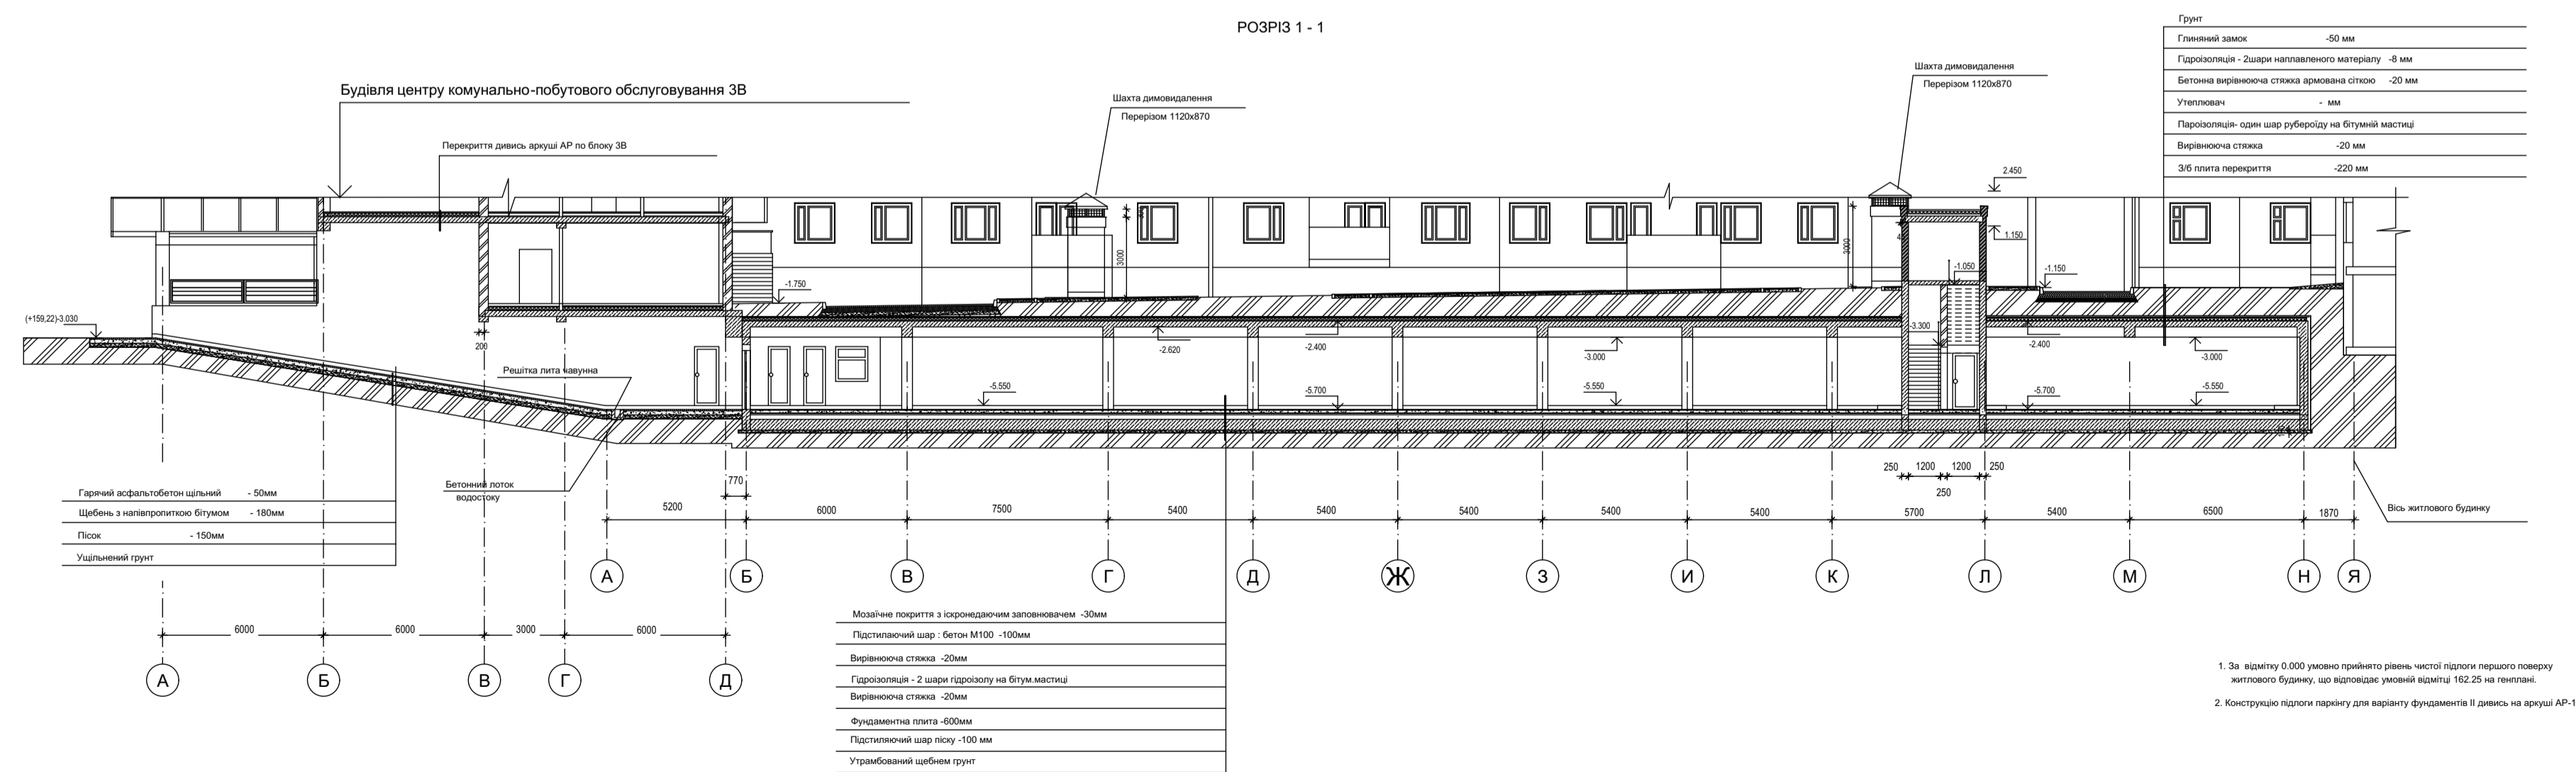 РОЗРІЗ 1 - 1
Грунт
Глиняний замок -50 мм
Гідроізоляція - 2шари наплавленого матеріалу -8 мм
Бетонна вирівнююча стяжка армована сіткою -20 мм
Утеплювач - мм
Пароізоляція- один шар рубероїду на бітумній мастиці
Вирівнююча стяжка -20 мм
З/б плита перекриття -220 мм
Шахта димовидалення
Перерізом 1120х870
Будівля центру комунально-побутового обслуговування 3В
Шахта димовидалення
Перерізом 1120х870
Перекриття дивись аркуші АР по блоку 3В
2.450
1.150
3000
3000
-1.050
-1.150
-1.750
(+159,22)-3.030
200
-2.620
-2.400
-3.000
-3.300
-2.400
-3.000
Решітка лита чавунна
-5.550
-5.700
-5.550
-5.700
-5.550
Бетонний лоток
водостоку
Гарячий асфальтобетон щільний - 50мм
Щебень з напівпропиткою бітумом - 180мм
Пісок - 150мм
Ущільнений грунт
770
250 1200 1200 250
250
5200 6000 7500 5400 5400 5400 5400 5400 5700 5400 6500 1870
Вісь житлового будинку
А Б В Г Д Ж З И К Л М Н Я
6000 6000 3000 6000
А Б В Г Д
Мозаїчне покриття з іскронедаючим заповнювачем -30мм
Підстилаючий шар : бетон М100 -100мм
Вирівнююча стяжка -20мм
Гідроізоляція - 2 шари гідроізолу на бітум.мастиці
Вирівнююча стяжка -20мм
Фундаментна плита -600мм
Підстиляючий шар піску -100 мм
Утрамбований щебнем грунт
1. За відмітку 0.000 умовно прийнято рівень чистої підлоги першого поверху
житлового будинку, що відповідає умовній відмітці 162.25 на генплані.
2. Конструкцію підлоги паркінгу для варіанту фундаментів II дивись на аркуші АР-1